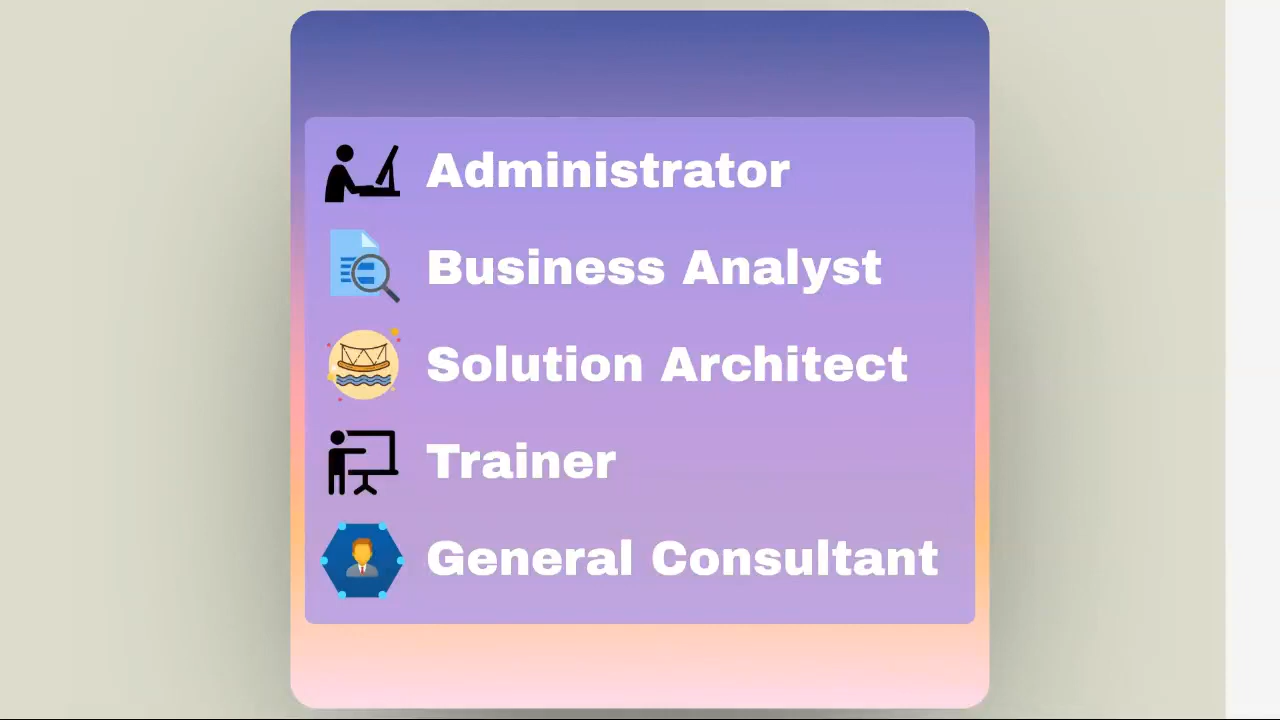 Administrator
Business Analyst
Solution Architect
Trainer
General Consultant